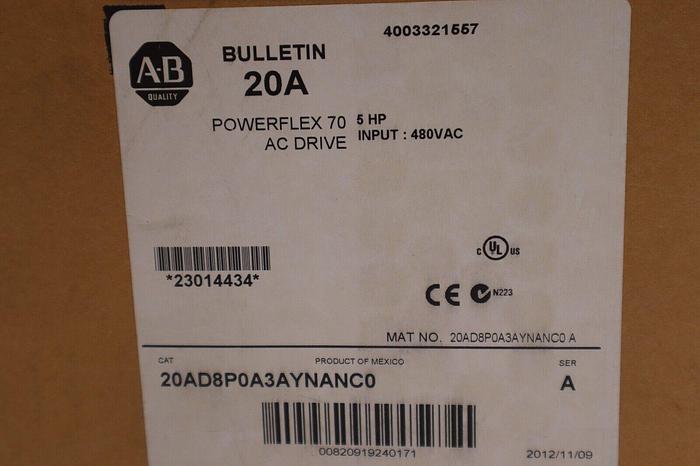 4003321557
A-B
QUALITY
BULLETIN
20A
POWERFLEX 70
AC DRIVE
5 HP
INPUT : 480VAC
*23014434*
c UL us
CE N223
MAT NO. 20AD8P0A3AYNANC0 A
CAT
PRODUCT OF MEXICO
SER
20AD8P0A3AYNANC0
A
00820919240171
2012/11/09